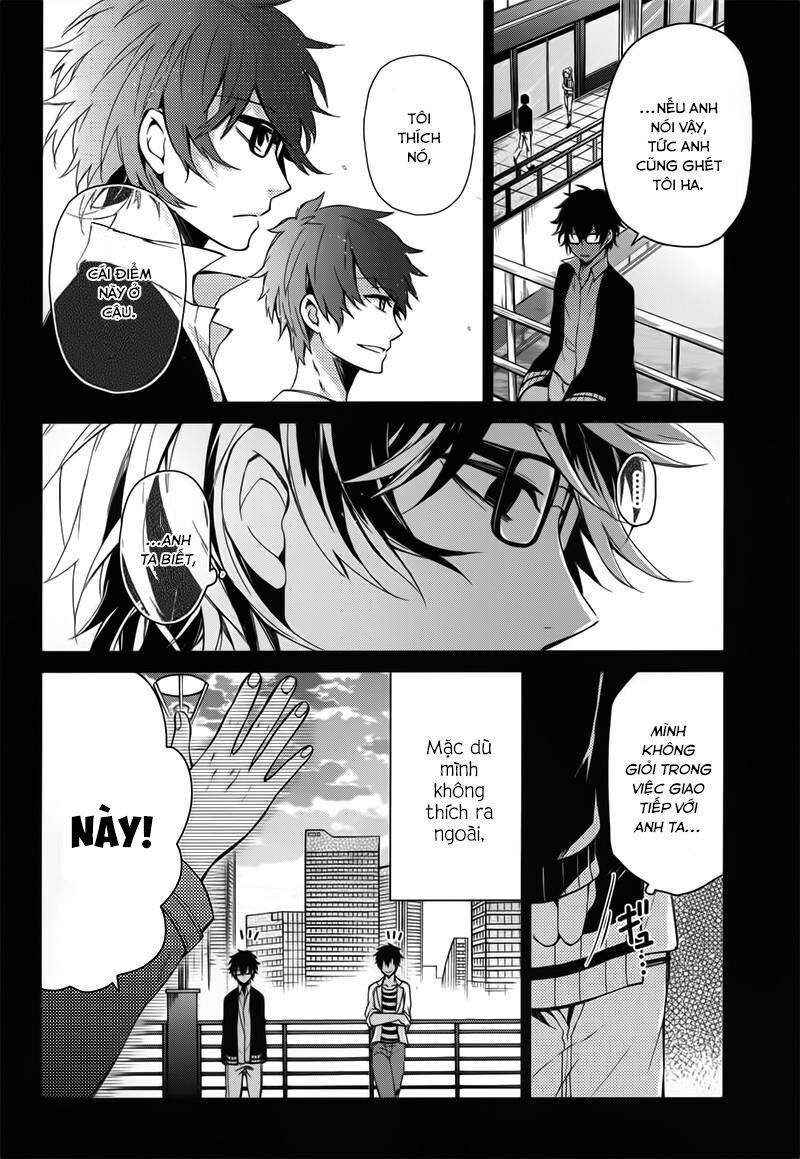 ...NẾU ANH
NÓI VẬY,
TỨC ANH
CŨNG GHÉT
TÔI HA.
TÔI
THÍCH
NÓ,
CÁI ĐIỂM
NÀY Ở
CẬU.
.......
...ANH
TA BIẾT,
MÌNH
KHÔNG
GIỎI TRONG
VIỆC GIAO
TIẾP VỚI
ANH TA...
ギュ...
Mặc dù
mình
không
thích ra
ngoài,
NÀY!